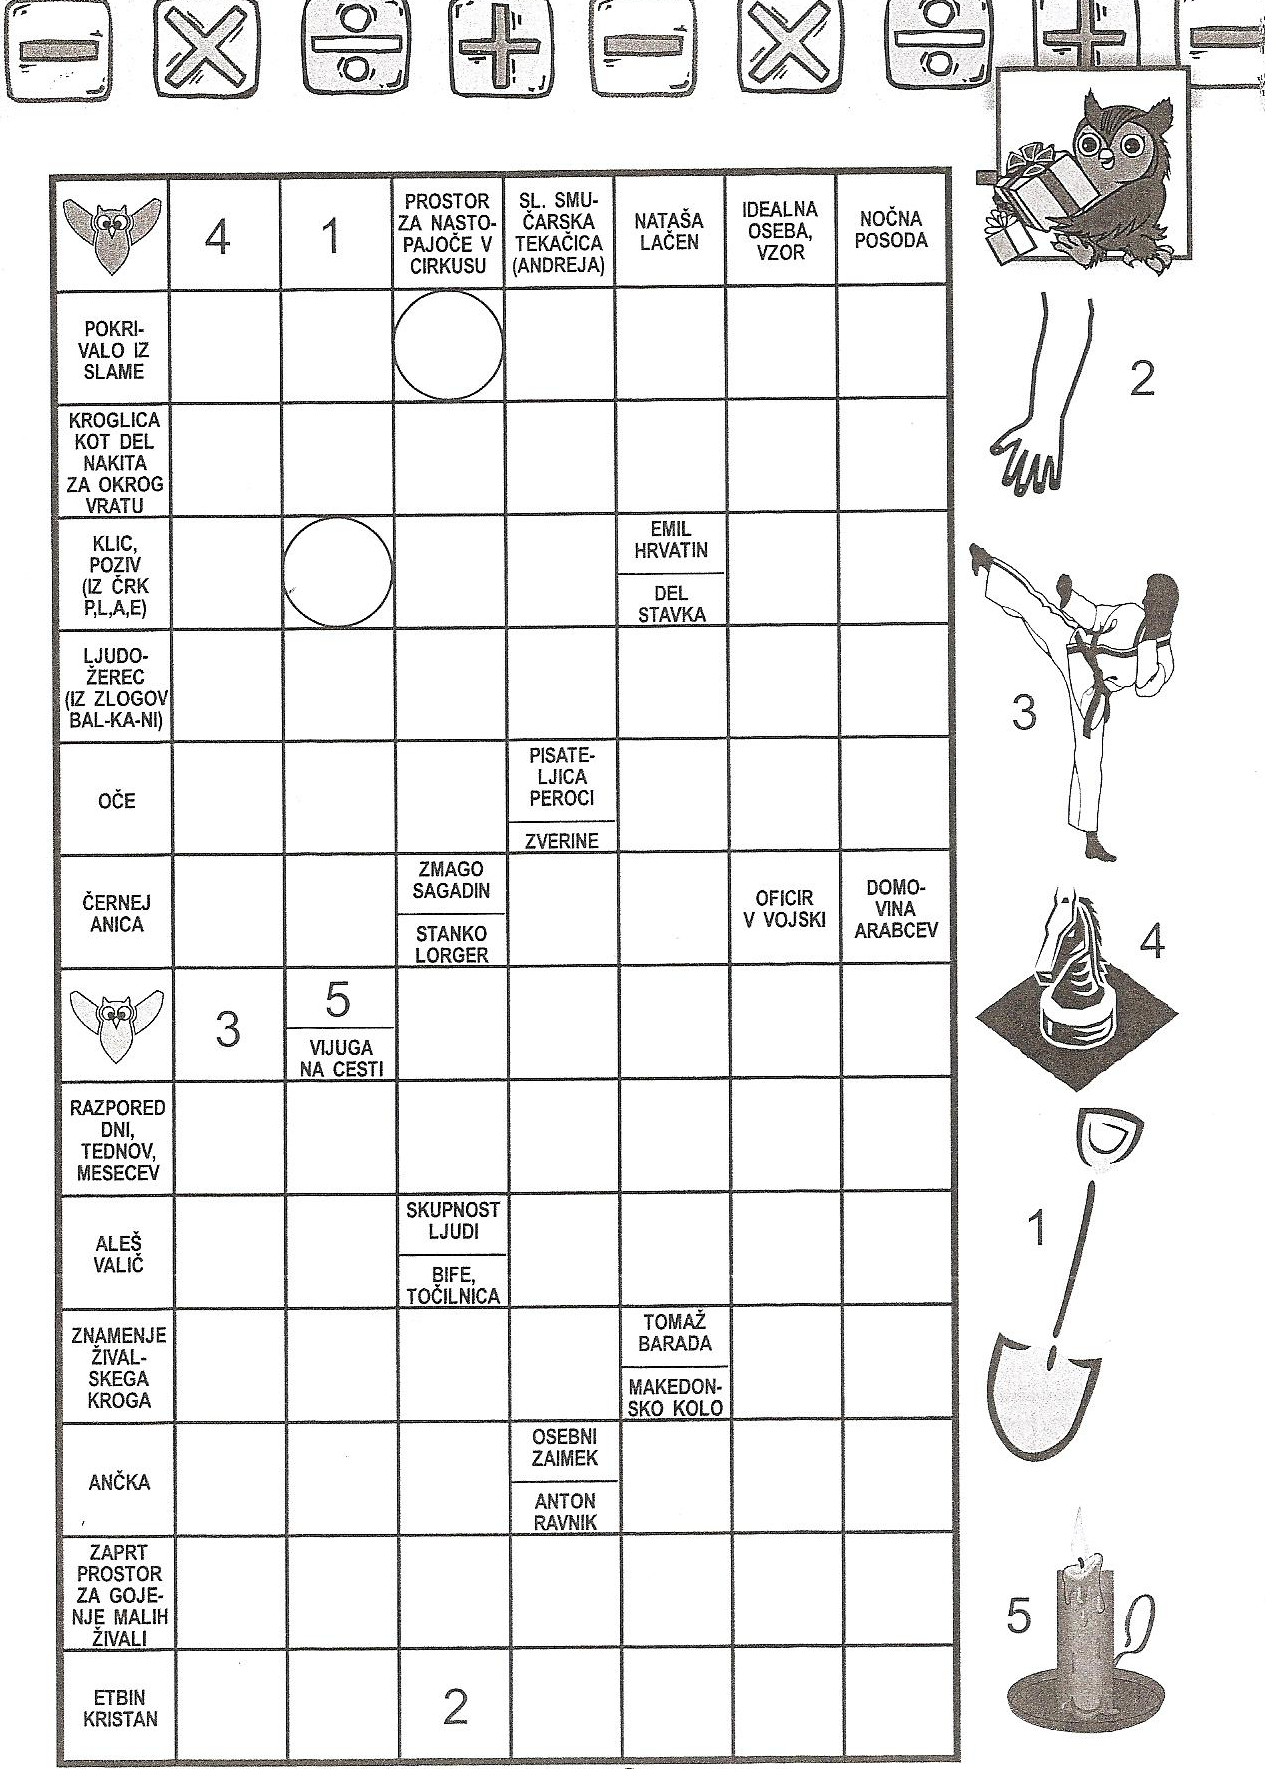 4
1
PROSTOR
ZA NASTO-
PAJOČE V
CIRKUSU
SL. SMU-
ČARSKA
TEKAČICA
(ANDREJA)
NATAŠA
LAČEN
IDEALNA
OSEBA,
VZOR
NOČNA
POSODA
POKRI-
VALO IZ
SLAME
KROGLICA
KOT DEL
NAKITA
ZA OKROG
VRATU
KLIC,
POZIV
(IZ ČRK
P,L,A,E)
EMIL
HRVATIN
DEL
STAVKA
LJUDO-
ŽEREC
(IZ ZLOGOV
BAL-KA-NI)
OČE
PISATE-
LJICA
PEROCI
ZVERINE
ČERNEJ
ANICA
ZMAGO
SAGADIN
STANKO
LORGER
OFICIR
V VOJSKI
DOMO-
VINA
ARABCEV
3
5
VIJUGA
NA CESTI
RAZPORED
DNI,
TEDNOV,
MESECEV
ALEŠ
VALIČ
SKUPNOST
LJUDI
BIFE,
TOČILNICA
ZNAMENJE
ŽIVAL-
SKEGA
KROGA
TOMAŽ
BARADA
MAKEDON-
SKO KOLO
ANČKA
OSEBNI
ZAIMEK
ANTON
RAVNIK
ZAPRT
PROSTOR
ZA GOJE-
NJE MALIH
ŽIVALI
ETBIN
KRISTAN
2
2
3
4
1
5